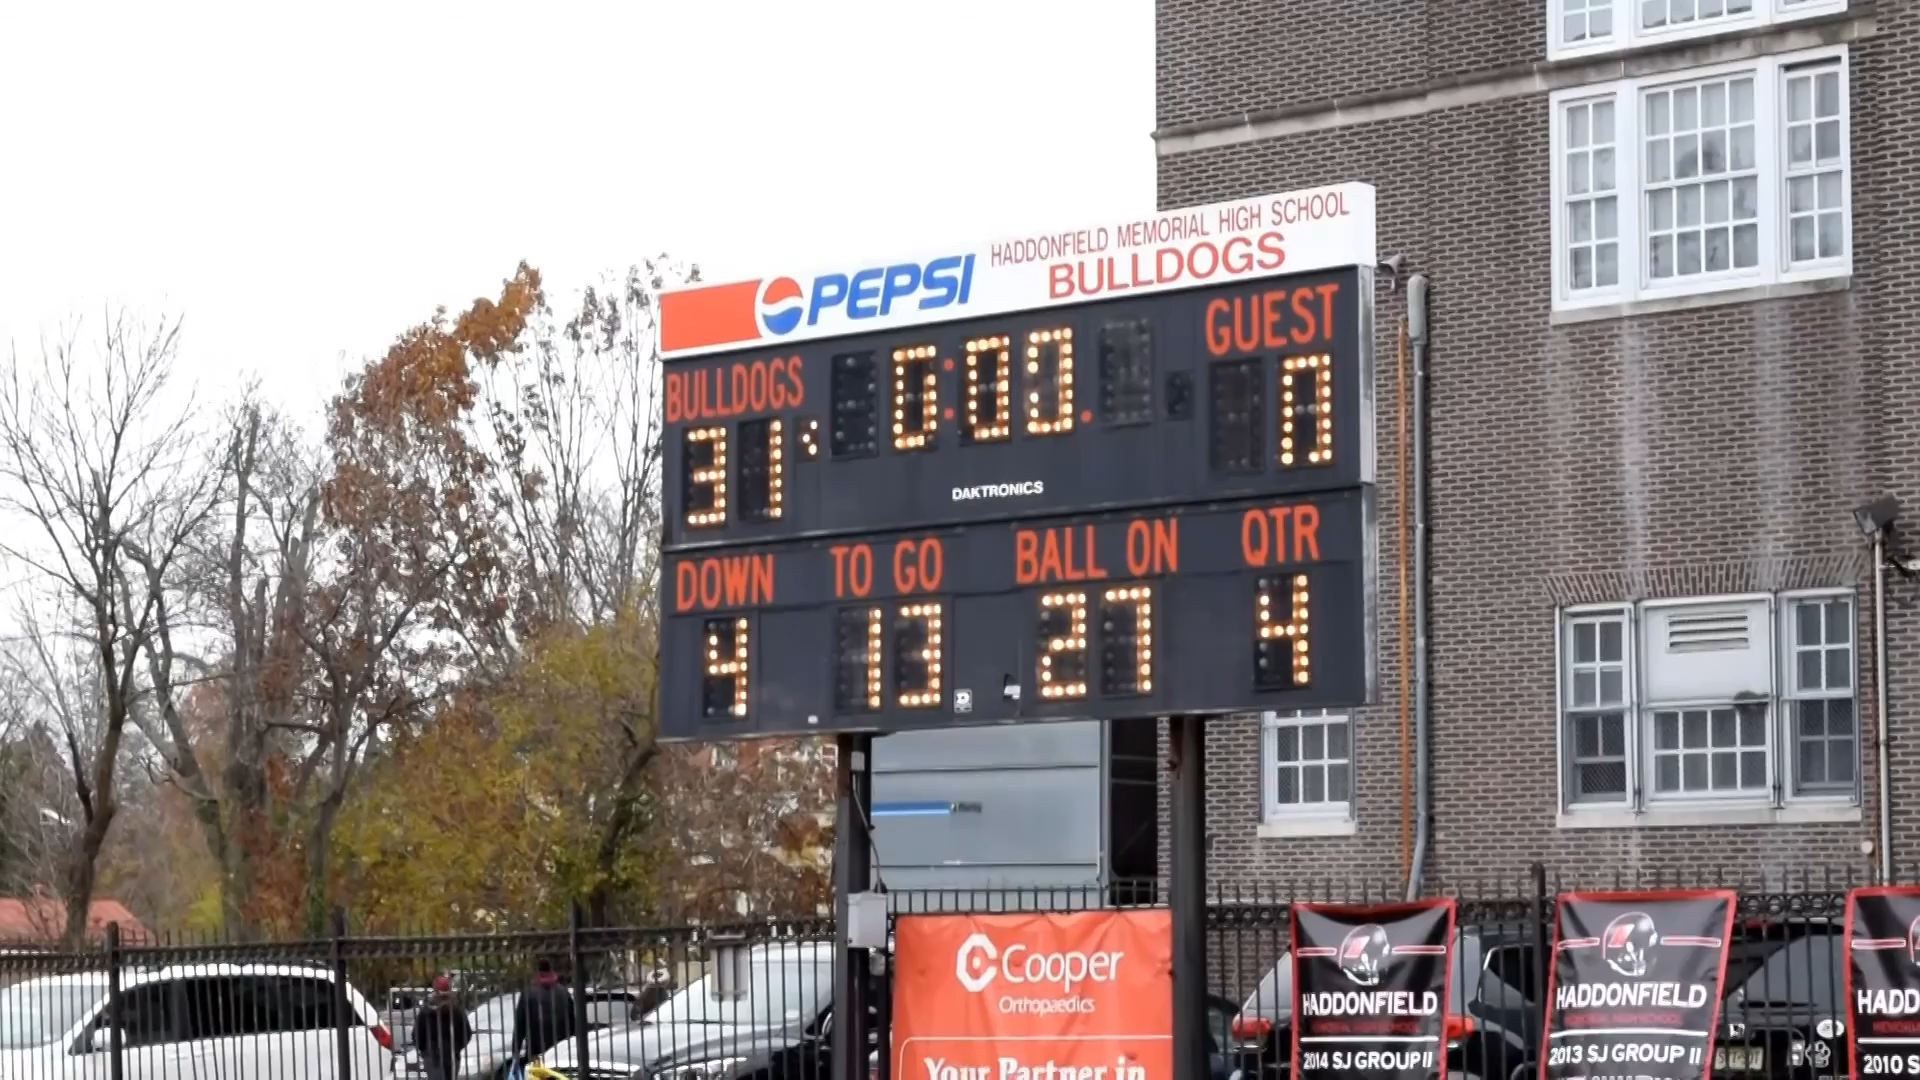 HADDONFIELD MEMORIAL HIGH SCHOOL
PEPSI BULLDOGS
BULLDOGS 0:00. GUEST
31 0
DAKTRONICS
DOWN TO GO BALL ON QTR
4 13 27 4
Cooper
Orthopaedics
Your Partner in
HADDONFIELD
2014 SJ GROUP II
HADDONFIELD
2013 SJ GROUP II
HADD
2010 S